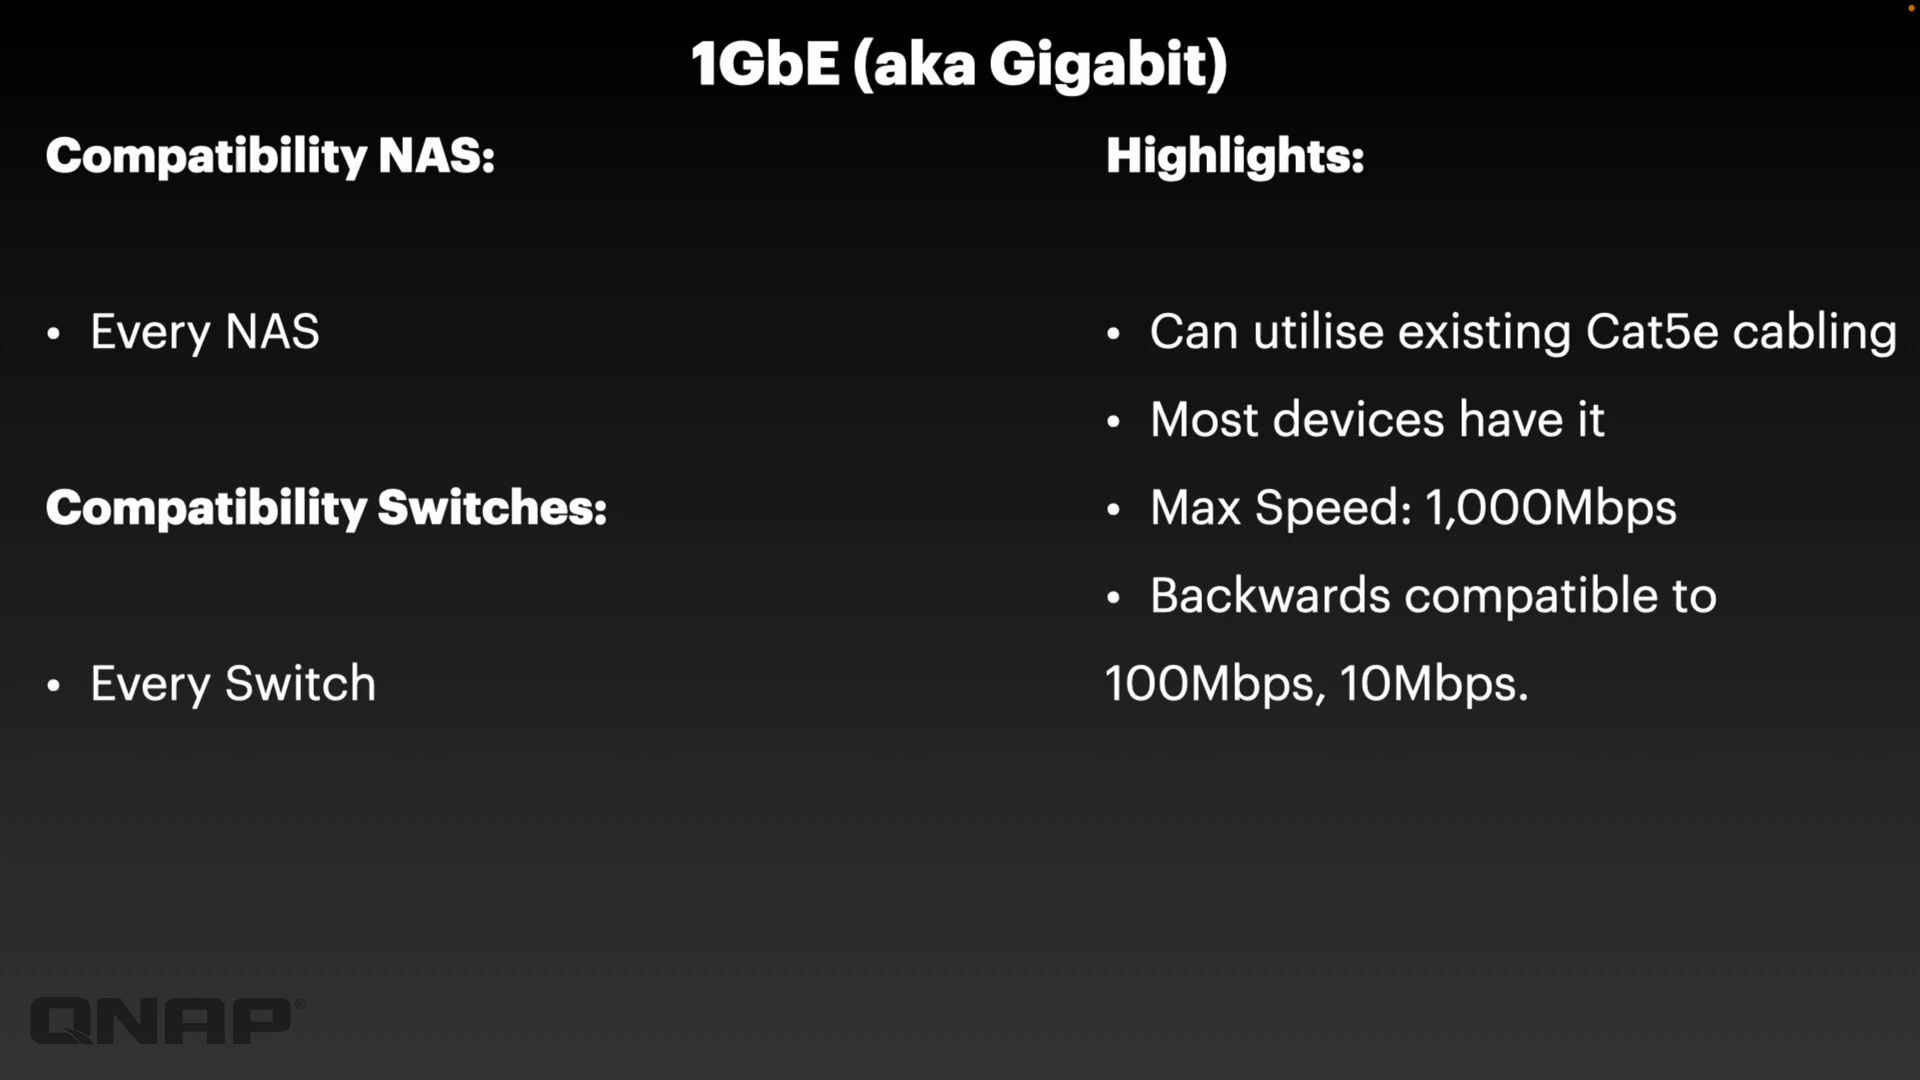 1GbE (aka Gigabit)
Compatibility NAS:
• Every NAS
Compatibility Switches:
• Every Switch
Highlights:
• Can utilise existing Cat5e cabling
• Most devices have it
• Max Speed: 1,000Mbps
• Backwards compatible to
100Mbps, 10Mbps.
QNAP®